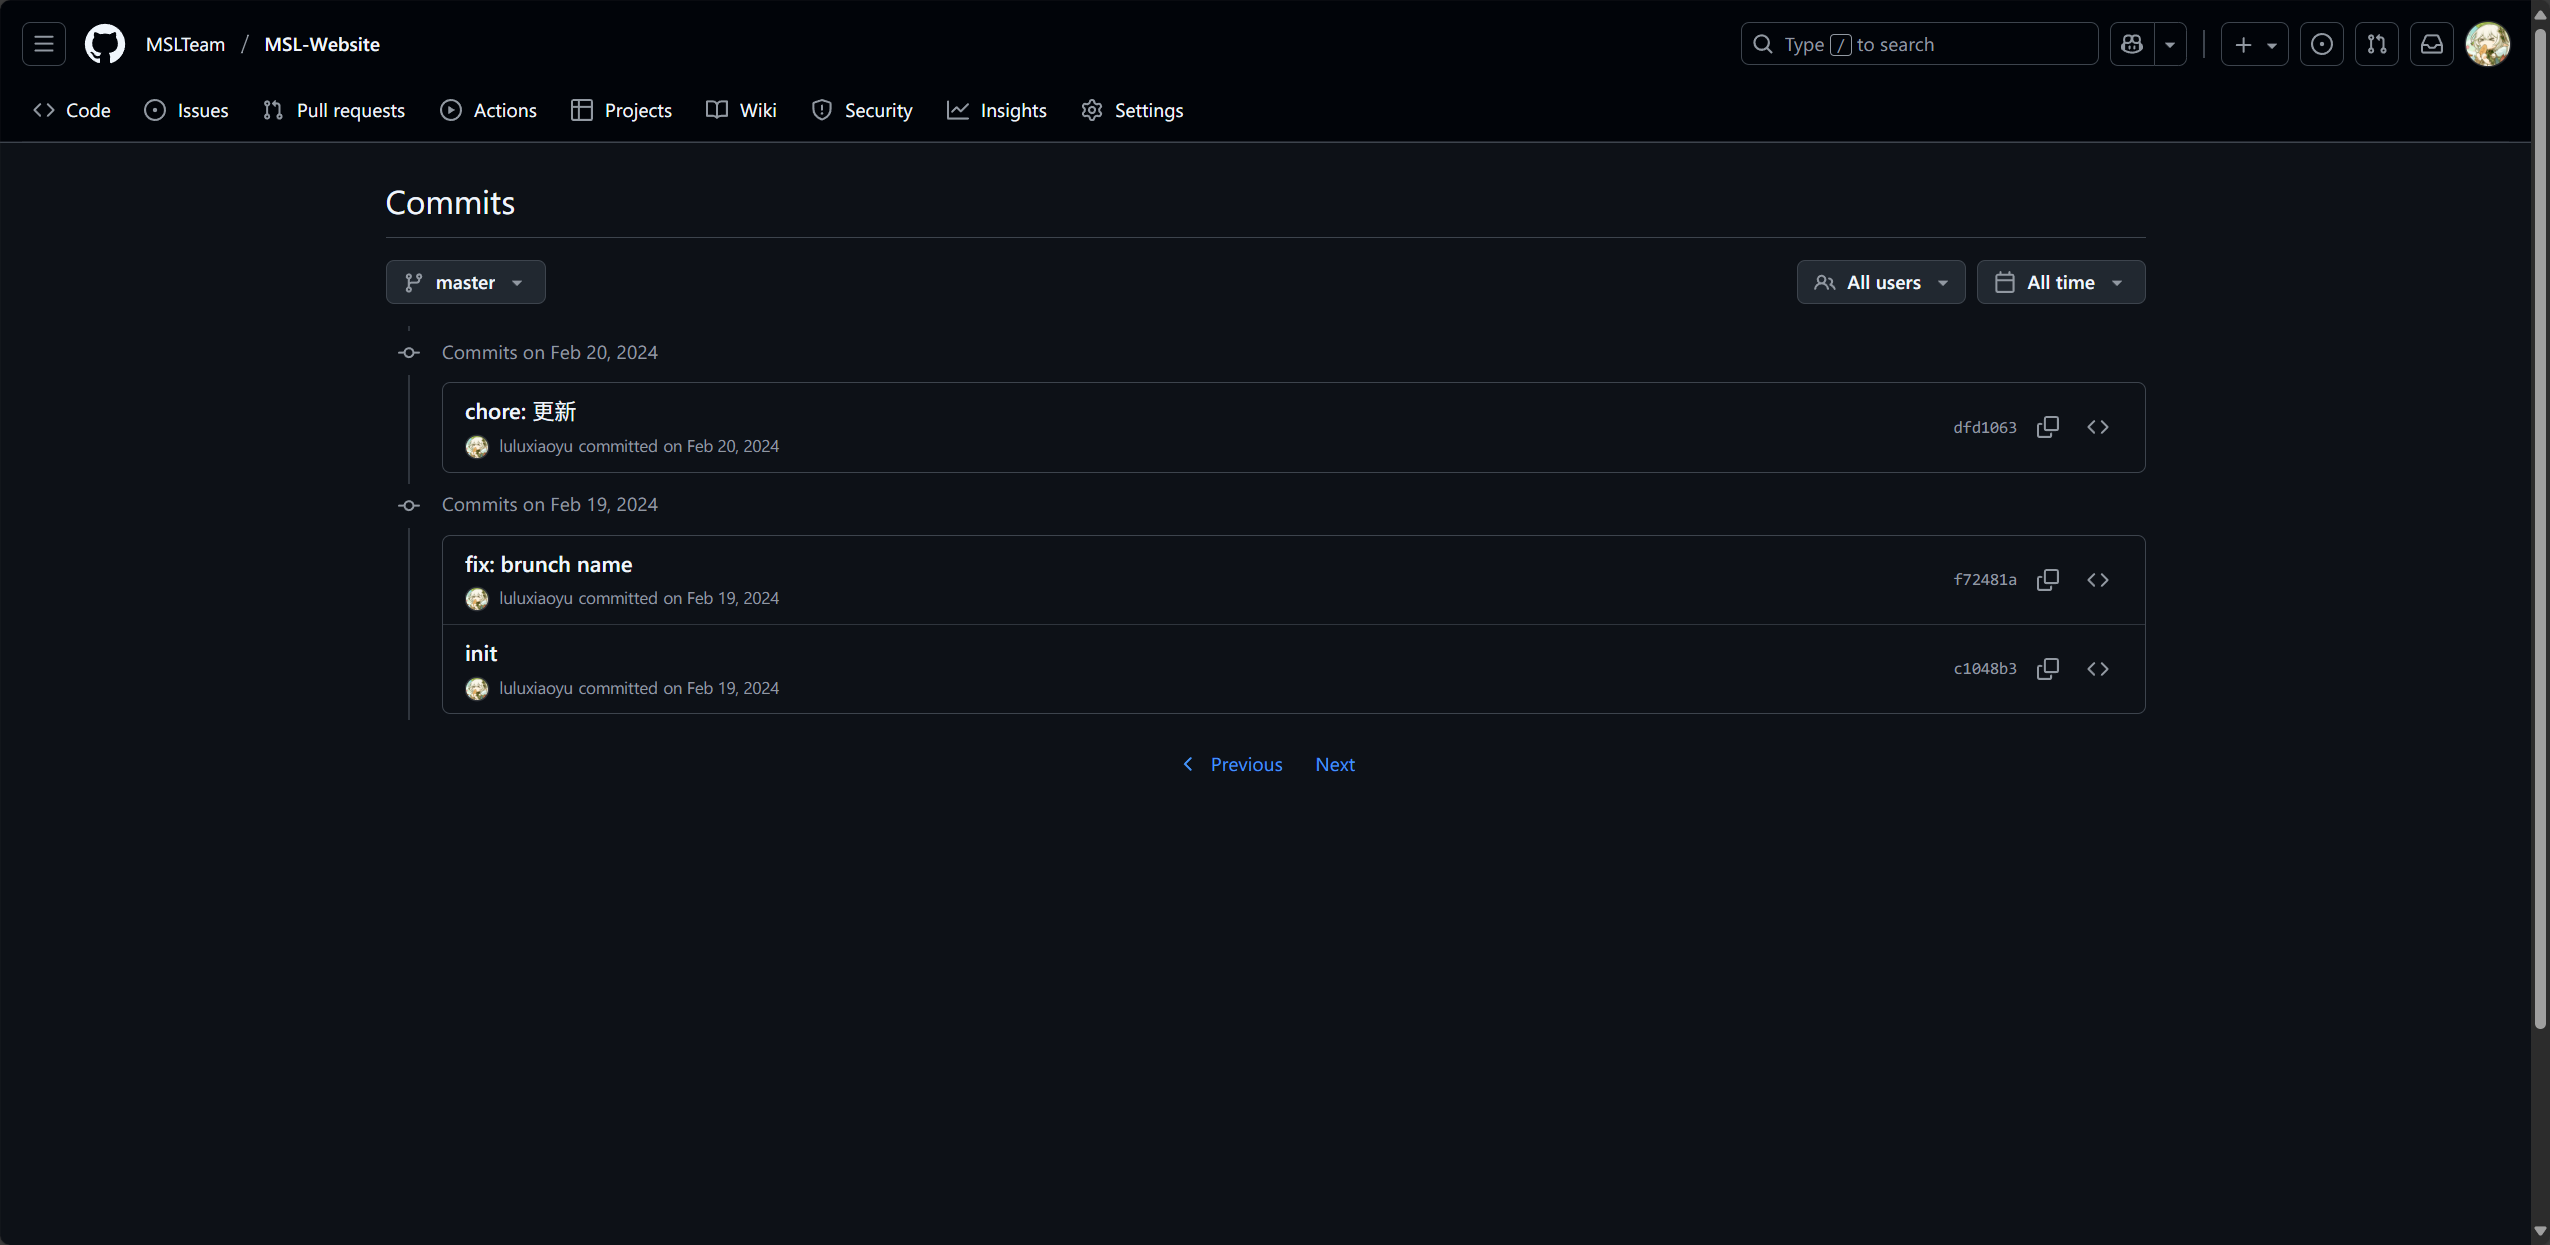 MSLTeam / MSL-Website
Type / to search
Code Issues Pull requests Actions Projects Wiki Security Insights Settings
Commits
master
All users All time
Commits on Feb 20, 2024
chore: 更新
luluxiaoyu committed on Feb 20, 2024
dfd1063
Commits on Feb 19, 2024
fix: brunch name
luluxiaoyu committed on Feb 19, 2024
f72481a
init
luluxiaoyu committed on Feb 19, 2024
c1048b3
Previous Next